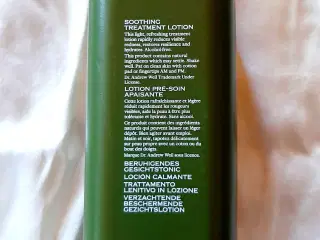 SOOTHING
TREATMENT LOTION
This light, refreshing treatment
lotion rapidly reduces visible
redness, restores resilience and
hydrates. Alcohol-free.
This product contains natural
ingredients which may settle. Shake
well. Pat on clean skin with cotton
pad or fingertips AM and PM.
Dr. Andrew Weil Trademark Under
License.
LOTION PRE-SOIN
APAISANTE
Cette lotion rafraîchissante et légère
réduit rapidement les rougeurs
visibles, aide la peau à être plus
tolérante et hydrate. Sans alcool.
Ce produit contient des ingrédients
naturels qui peuvent laisser un léger
dépôt. Bien agiter avant emploi.
Matin et soir, appliquer sur peau
propre avec un coton ou du
bout des doigts.
Marque Dr. Andrew Weil sous licence.
BERUHIGENDES
GESICHTSTONIC
LOCIÓN CALMANTE
TRATTAMENTO
LENITIVO IN LOZIONE
VERZACHTENDE
BESCHERMENDE
GEZICHTSLOTION